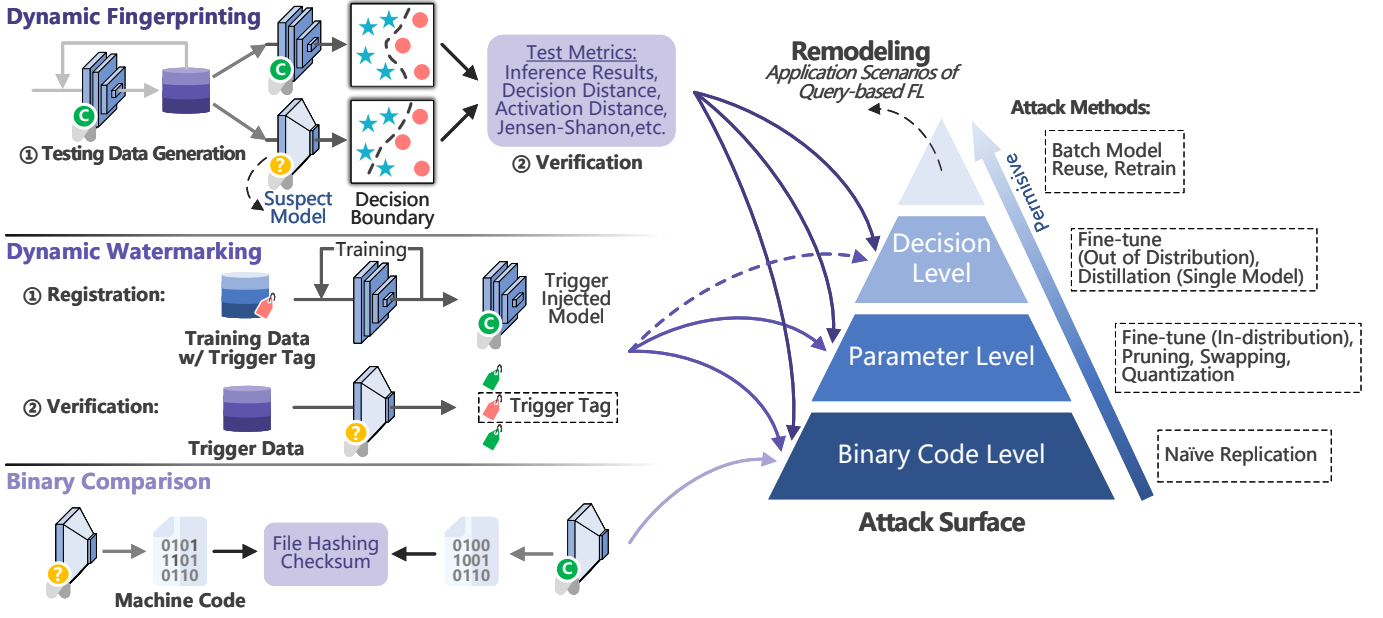 Dynamic Fingerprinting
C
C
?
① Testing Data Generation
Suspect
Model
Decision
Boundary
Test Metrics:
Inference Results,
Decision Distance,
Activation Distance,
Jensen-Shanon,etc.
② Verification
Dynamic Watermarking
① Registration:
Training Data
w/ Trigger Tag
Training
C
Trigger
Injected
Model
② Verification:
Trigger Data
?
Trigger Tag
Binary Comparison
?
0101
1101
0110
Machine Code
File Hashing
Checksum
0100
1001
0110
C
Remodeling
Application Scenarios of
Query-based FL
Decision
Level
Parameter Level
Binary Code Level
Attack Surface
Permisive
Attack Methods:
Batch Model
Reuse, Retrain
Fine-tune
(Out of Distribution),
Distillation (Single Model)
Fine-tune (In-distribution),
Pruning, Swapping,
Quantization
Naïve Replication